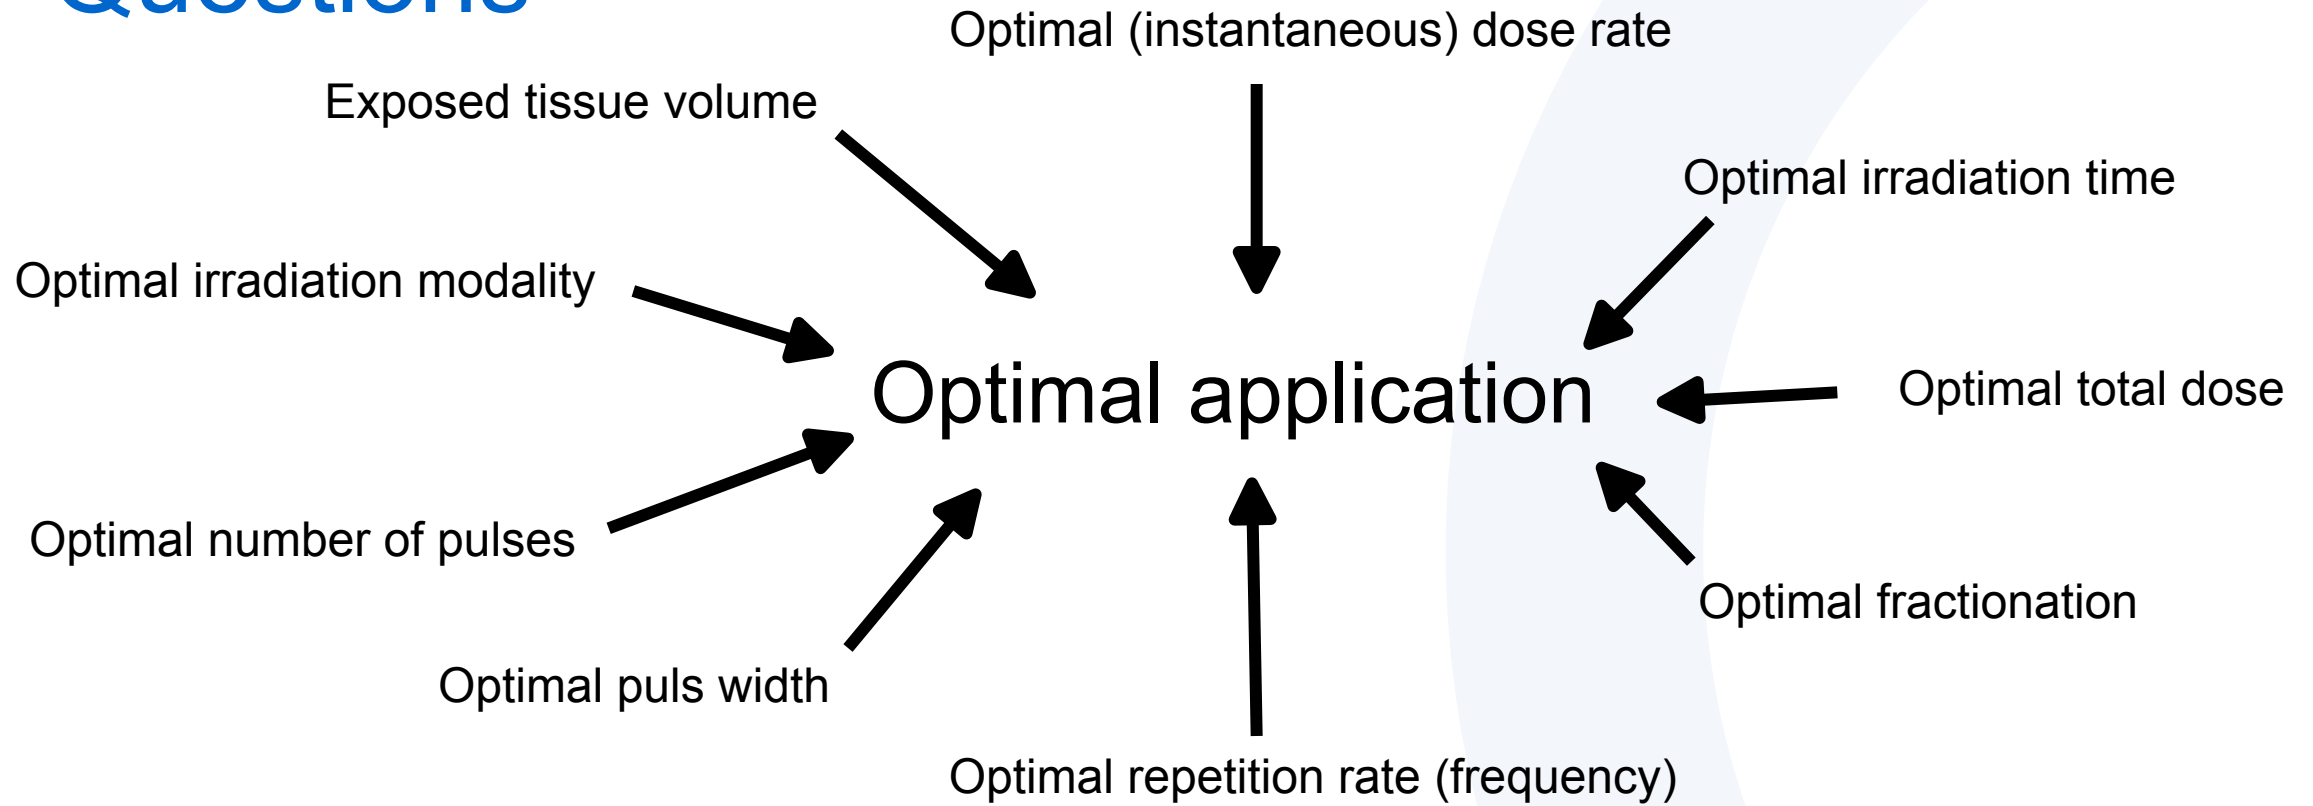 Questions
Optimal (instantaneous) dose rate
Exposed tissue volume
Optimal irradiation time
Optimal irradiation modality
Optimal application
Optimal total dose
Optimal number of pulses
Optimal fractionation
Optimal puls width
Optimal repetition rate (frequency)